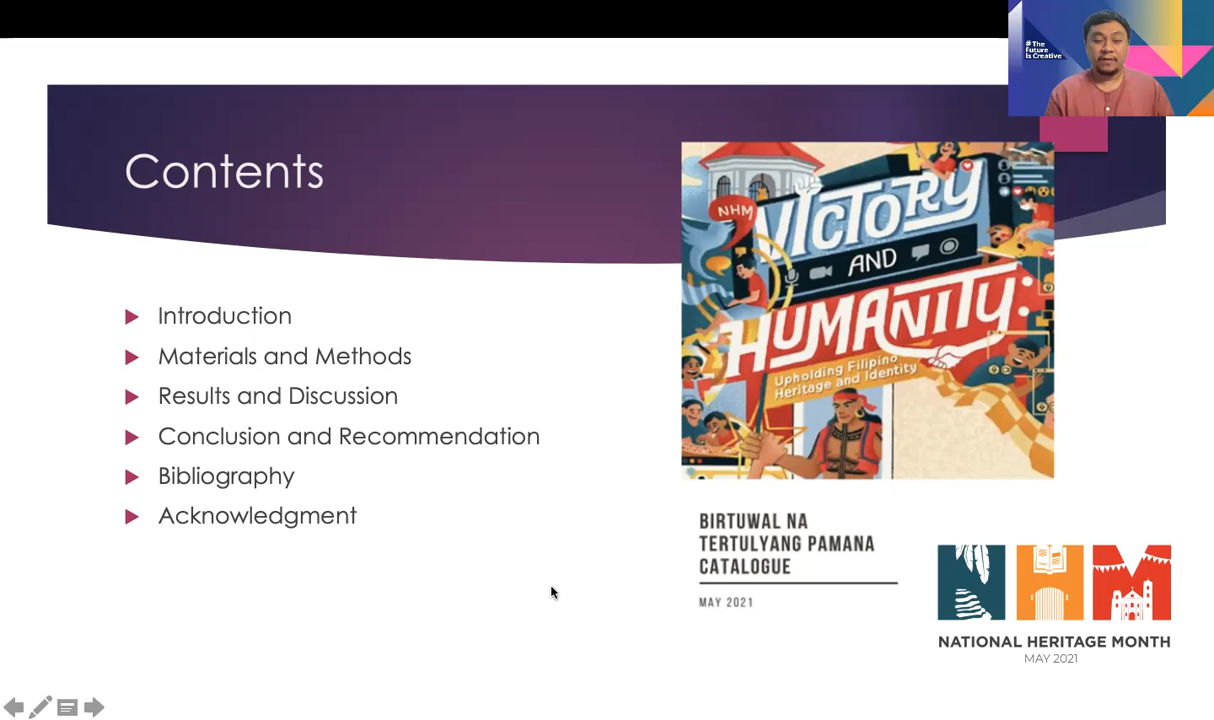 # The
Future
Is Creative
Contents
NHM
VICTORY
AND
HUMANITY:
Upholding Filipino
Heritage and Identity
Introduction
Materials and Methods
Results and Discussion
Conclusion and Recommendation
Bibliography
Acknowledgment
BIRTUWAL NA
TERTULYANG PAMANA
CATALOGUE
MAY 2021
NHM
NATIONAL HERITAGE MONTH
MAY 2021